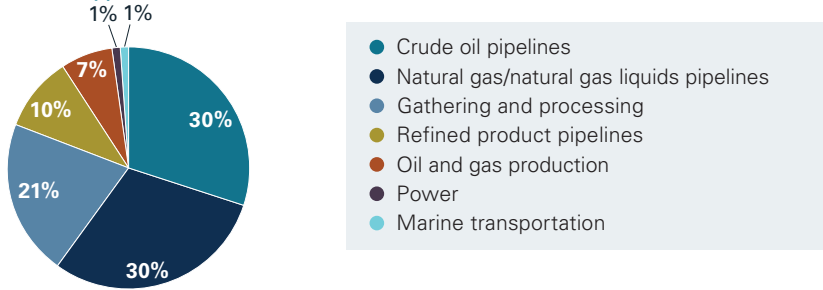 1% 1%
7%
10%
30%
21%
30%
Crude oil pipelines
Natural gas/natural gas liquids pipelines
Gathering and processing
Refined product pipelines
Oil and gas production
Power
Marine transportation